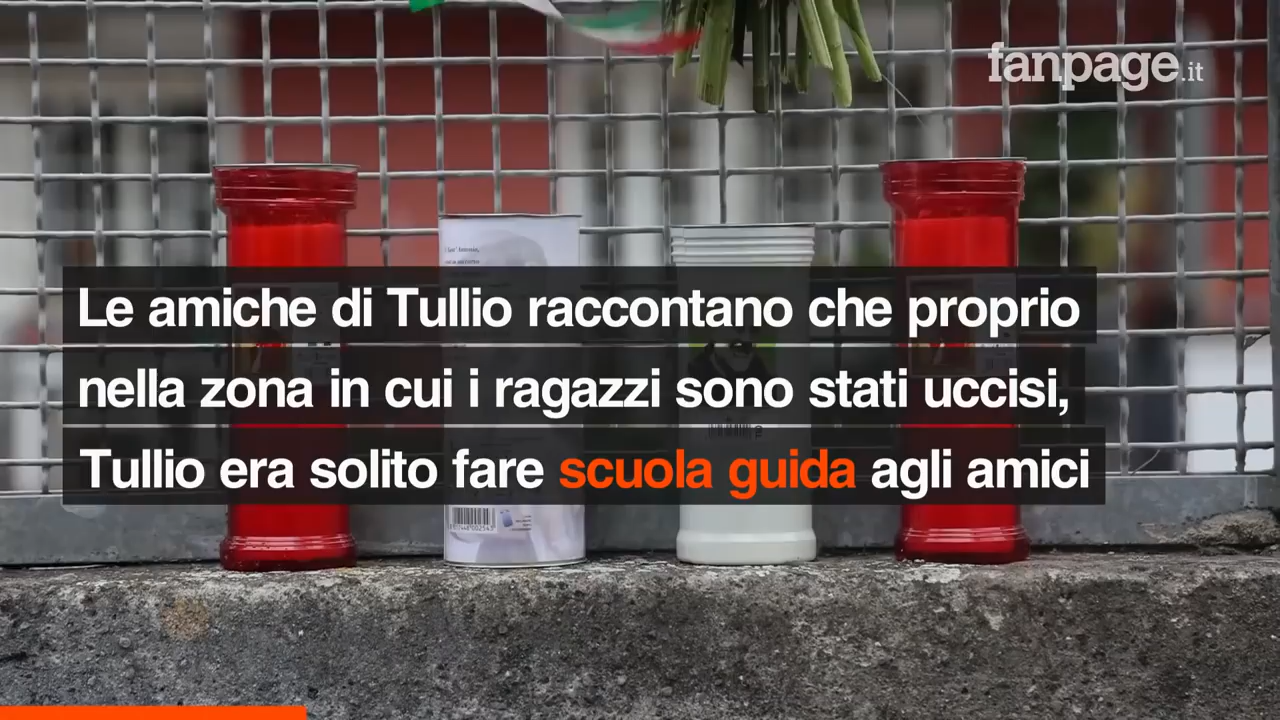 fanpage.it
Le amiche di Tullio raccontano che proprio
nella zona in cui i ragazzi sono stati uccisi,
Tullio era solito fare scuola guida agli amici